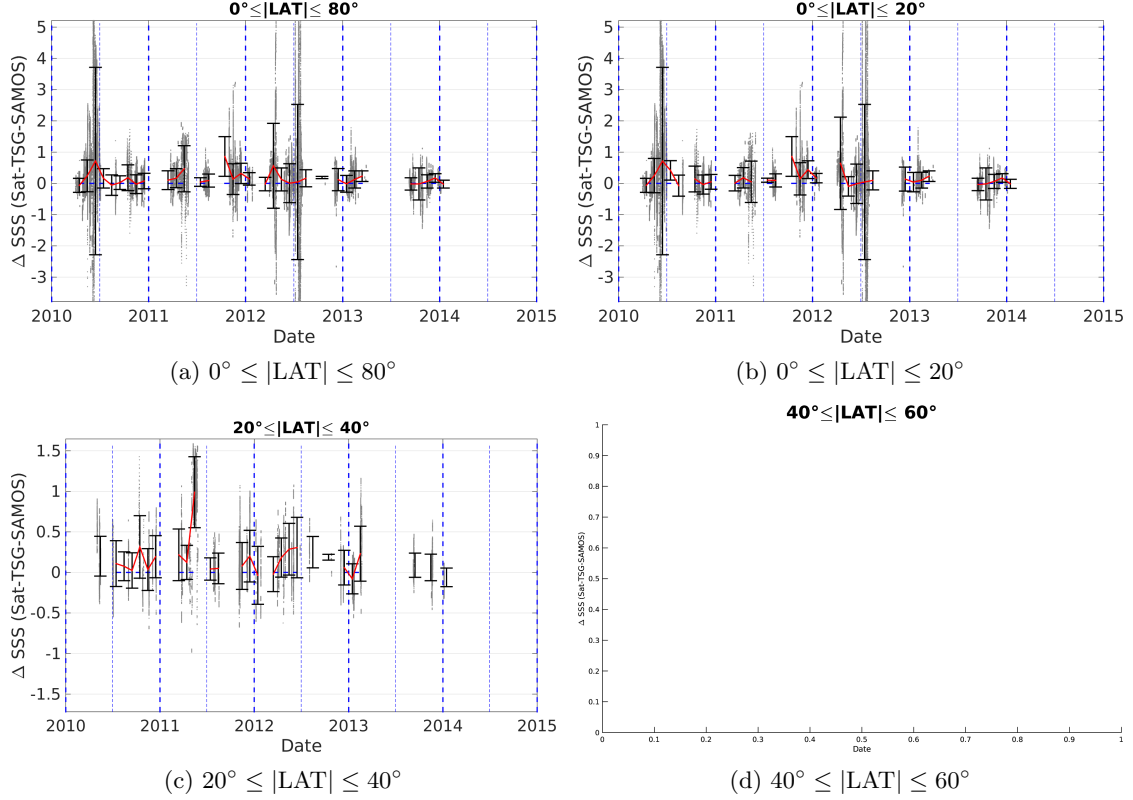 0°≤|LAT|≤ 80°
5
4
3
2
1
0
-1
-2
-3
Δ SSS (Sat-TSG-SAMOS)
2010 2011 2012 2013 2014 2015
Date
(a) 0° ≤ |LAT| ≤ 80°
0°≤|LAT|≤ 20°
5
4
3
2
1
0
-1
-2
-3
Δ SSS (Sat-TSG-SAMOS)
2010 2011 2012 2013 2014 2015
Date
(b) 0° ≤ |LAT| ≤ 20°
20°≤|LAT|≤ 40°
1.5
1
0.5
0
-0.5
-1
-1.5
Δ SSS (Sat-TSG-SAMOS)
2010 2011 2012 2013 2014 2015
Date
(c) 20° ≤ |LAT| ≤ 40°
40°≤|LAT|≤ 60°
1
0.9
0.8
0.7
0.6
0.5
0.4
0.3
0.2
0.1
0
Δ SSS (Sat-TSG-SAMOS)
0 0.1 0.2 0.3 0.4 0.5 0.6 0.7 0.8 0.9 1
Date
(d) 40° ≤ |LAT| ≤ 60°